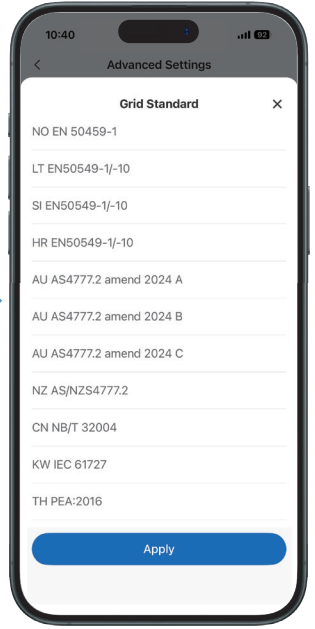 10:40
92
Advanced Settings
Grid Standard
NO EN 50459-1
LT EN50549-1/-10
SI EN50549-1/-10
HR EN50549-1/-10
AU AS4777.2 amend 2024 A
AU AS4777.2 amend 2024 B
AU AS4777.2 amend 2024 C
NZ AS/NZS4777.2
CN NB/T 32004
KW IEC 61727
TH PEA:2016
Apply